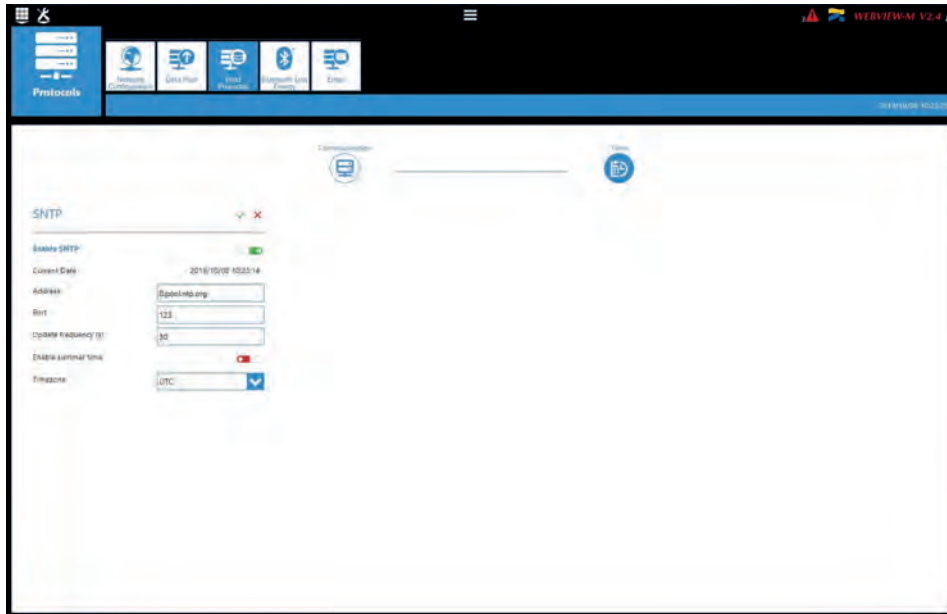 WEBVIEW-M V2.4
Protocols
Network
Configuration
Data Push
Host
Protocols
Bluetooth Low
Energy
Email
Communication
Time
SNTP
Enable SNTP
Current Date
2018/10/08 10:23:14
Address
0.pool.ntp.org
Port
123
Update frequency (s)
30
Enable summer time
Timezone
UTC